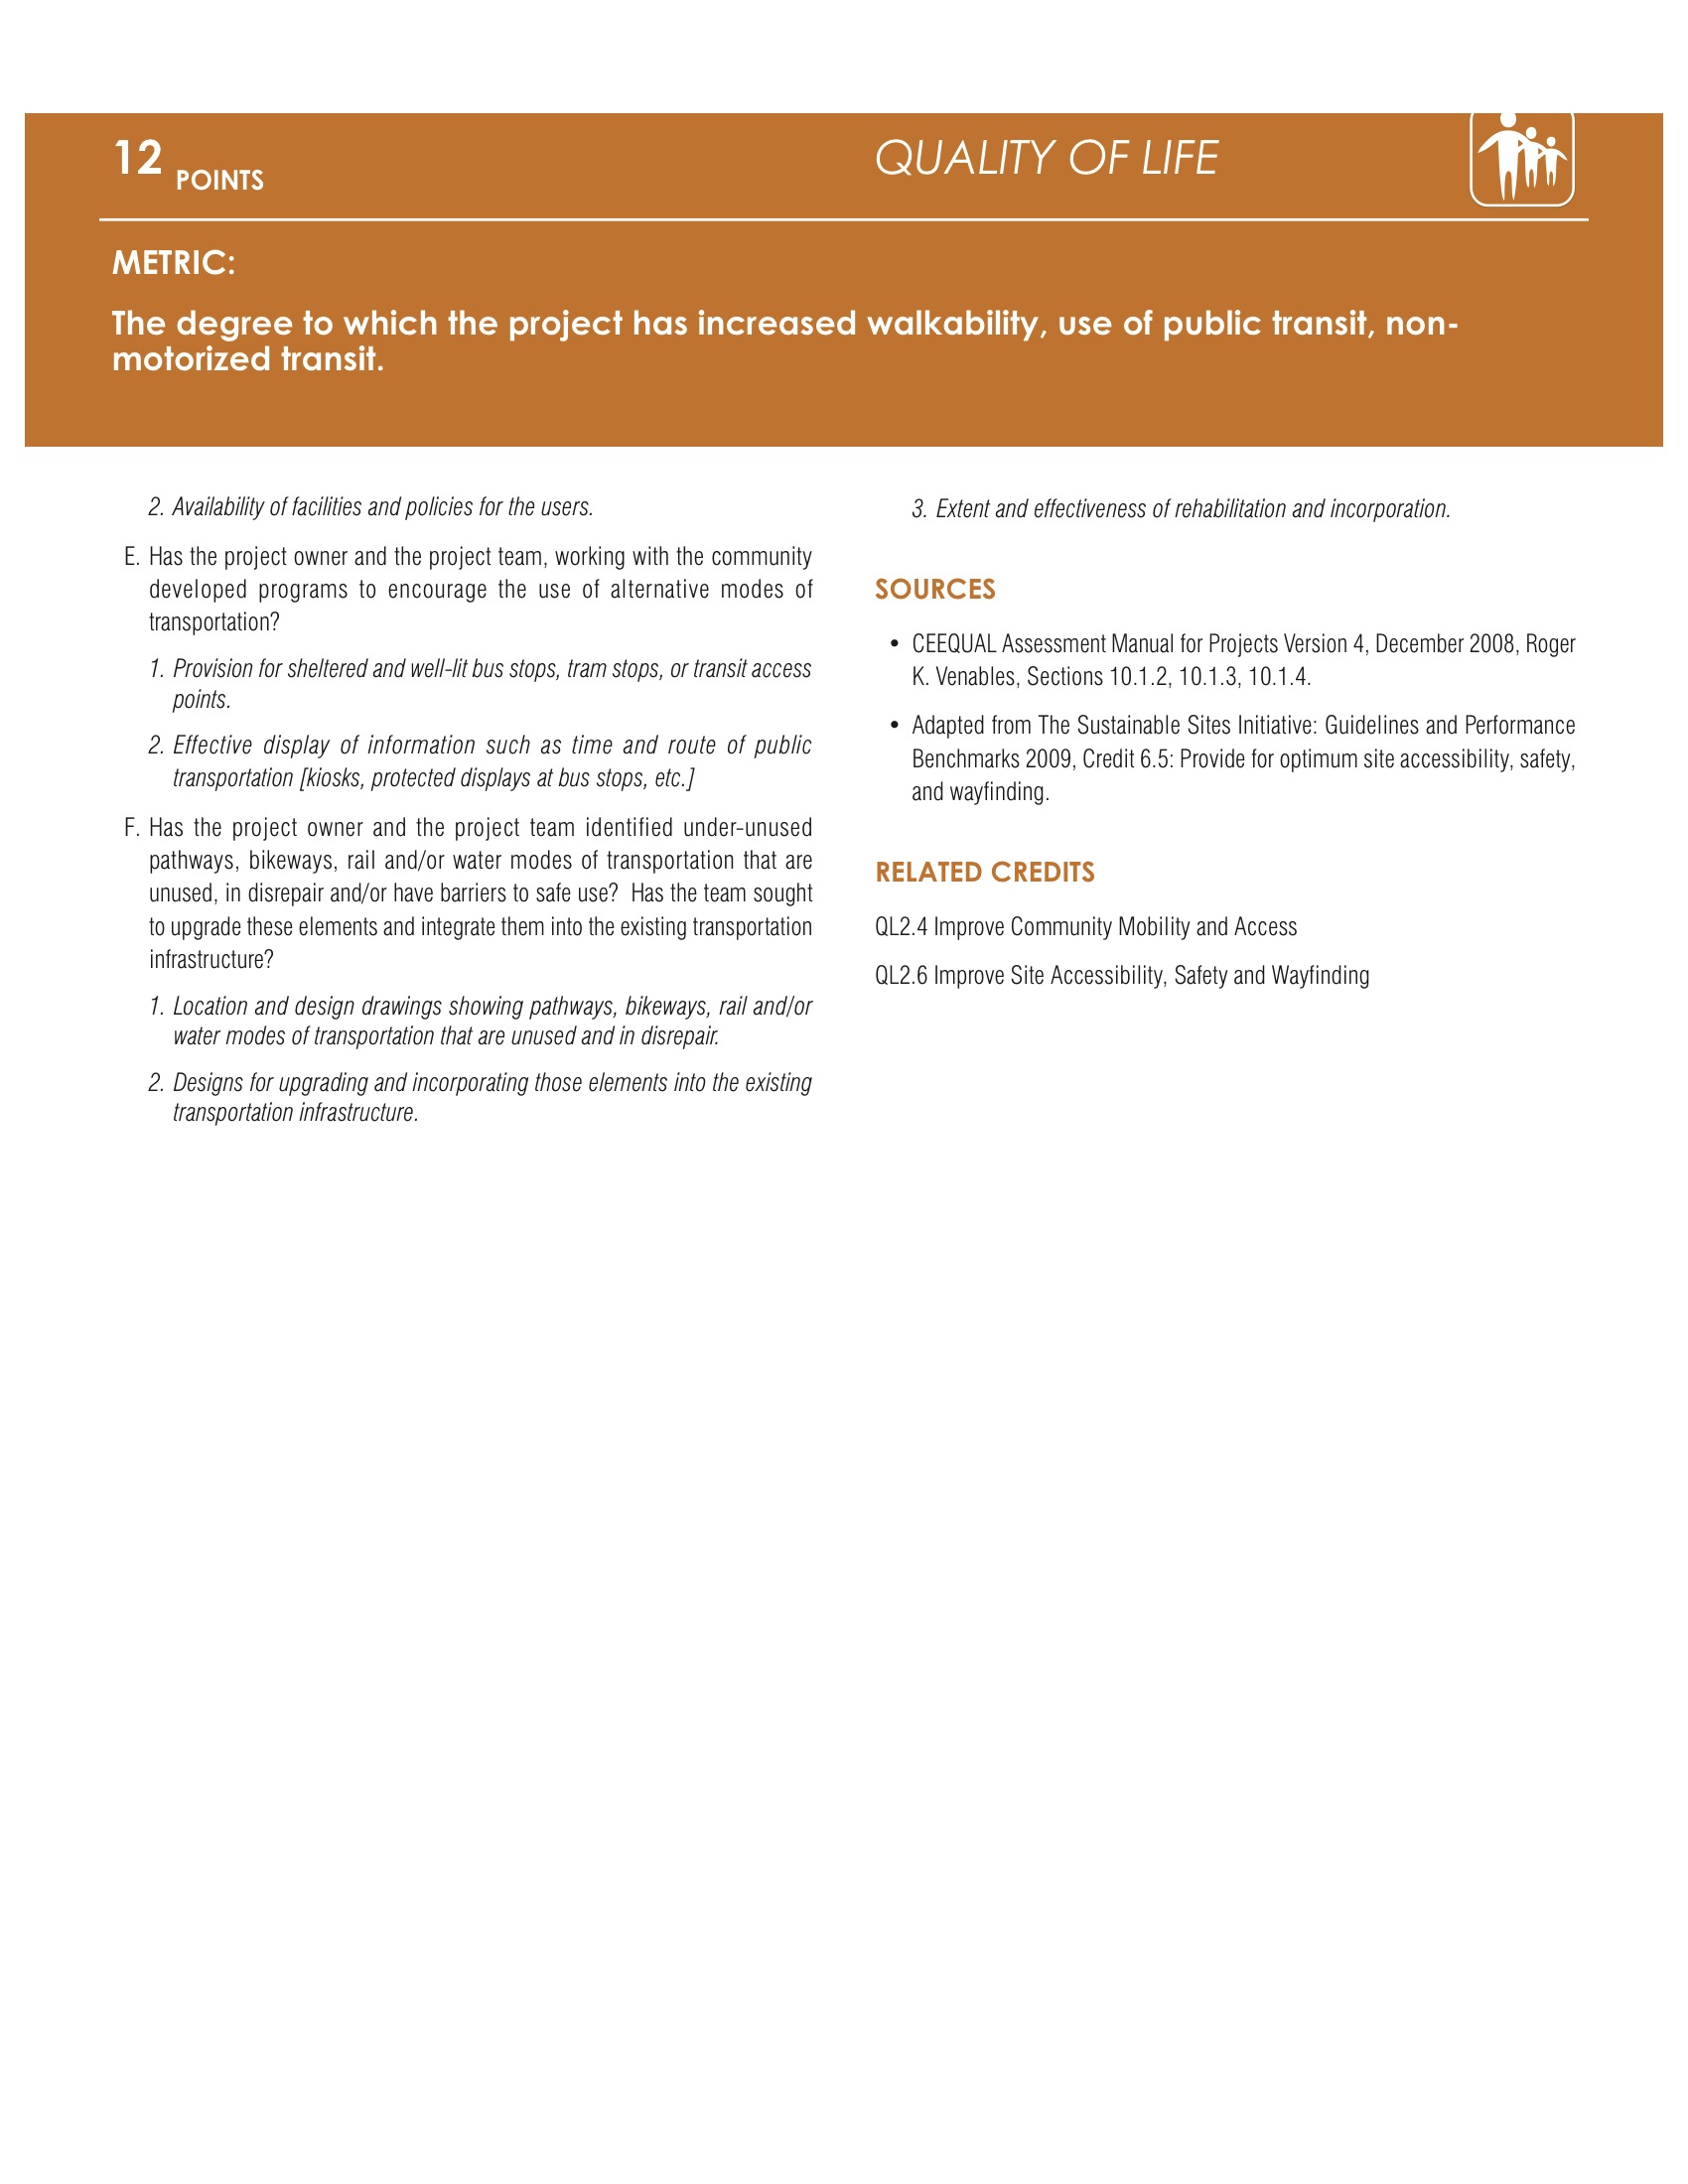 12 POINTS
QUALITY OF LIFE
METRIC:
The degree to which the project has increased walkability, use of public transit, non-
motorized transit.
2. Availability of facilities and policies for the users.
E. Has the project owner and the project team, working with the community
developed programs to encourage the use of alternative modes of
transportation?
1. Provision for sheltered and well-lit bus stops, tram stops, or transit access
points.
2. Effective display of information such as time and route of public
transportation [kiosks, protected displays at bus stops, etc.]
F. Has the project owner and the project team identified under-unused
pathways, bikeways, rail and/or water modes of transportation that are
unused, in disrepair and/or have barriers to safe use? Has the team sought
to upgrade these elements and integrate them into the existing transportation
infrastructure?
1. Location and design drawings showing pathways, bikeways, rail and/or
water modes of transportation that are unused and in disrepair.
2. Designs for upgrading and incorporating those elements into the existing
transportation infrastructure.
3. Extent and effectiveness of rehabilitation and incorporation.
SOURCES
• CEEQUAL Assessment Manual for Projects Version 4, December 2008, Roger
K. Venables, Sections 10.1.2, 10.1.3, 10.1.4.
• Adapted from The Sustainable Sites Initiative: Guidelines and Performance
Benchmarks 2009, Credit 6.5: Provide for optimum site accessibility, safety,
and wayfinding.
RELATED CREDITS
QL2.4 Improve Community Mobility and Access
QL2.6 Improve Site Accessibility, Safety and Wayfinding